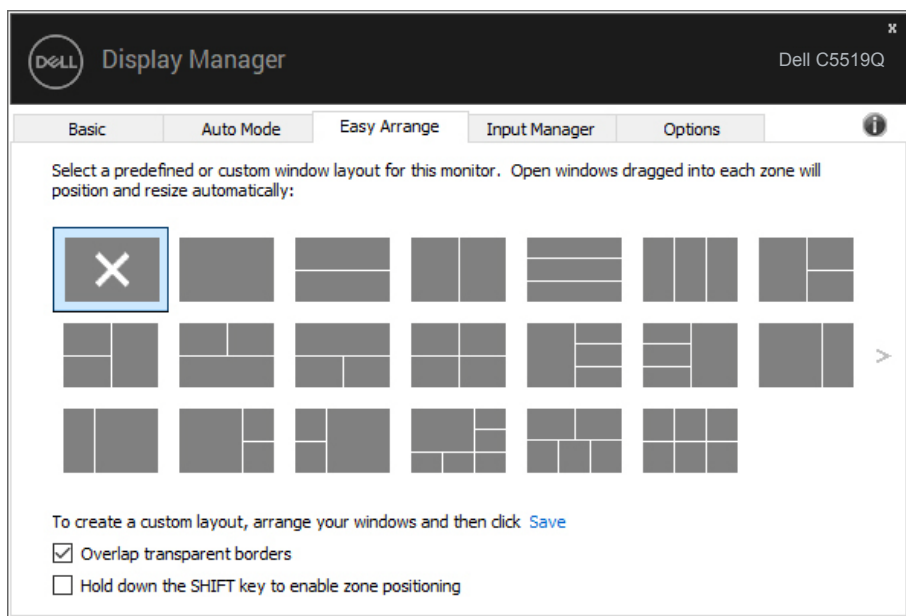 x
DELL Display Manager
Dell C5519Q
Basic Auto Mode Easy Arrange Input Manager Options i
Select a predefined or custom window layout for this monitor. Open windows dragged into each zone will
position and resize automatically:
>
To create a custom layout, arrange your windows and then click Save
Overlap transparent borders
Hold down the SHIFT key to enable zone positioning